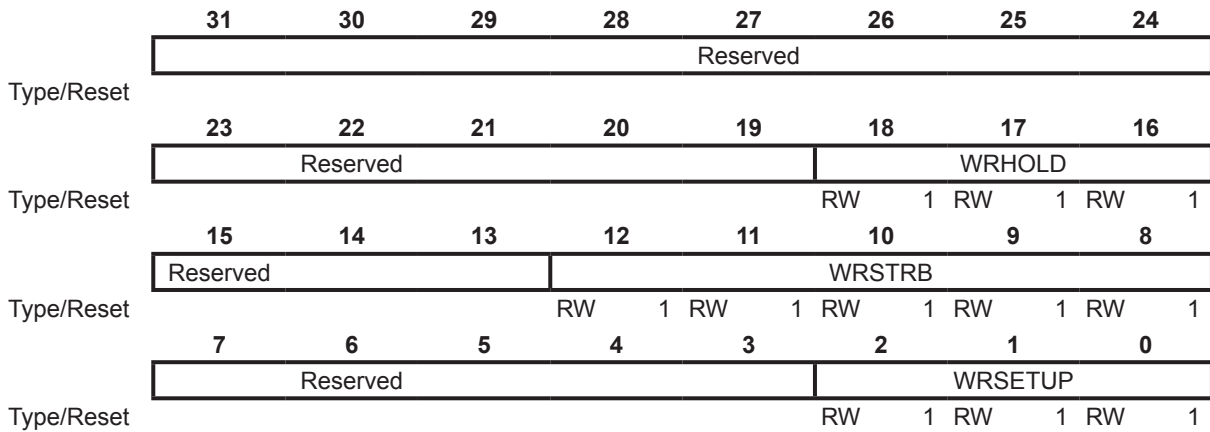 31 30 29 28 27 26 25 24
Reserved
Type/Reset
23 22 21 20 19 18 17 16
Reserved WRHOLD
Type/Reset RW 1 RW 1 RW 1
15 14 13 12 11 10 9 8
Reserved WRSTRB
Type/Reset RW 1 RW 1 RW 1 RW 1 RW 1
7 6 5 4 3 2 1 0
Reserved WRSETUP
Type/Reset RW 1 RW 1 RW 1